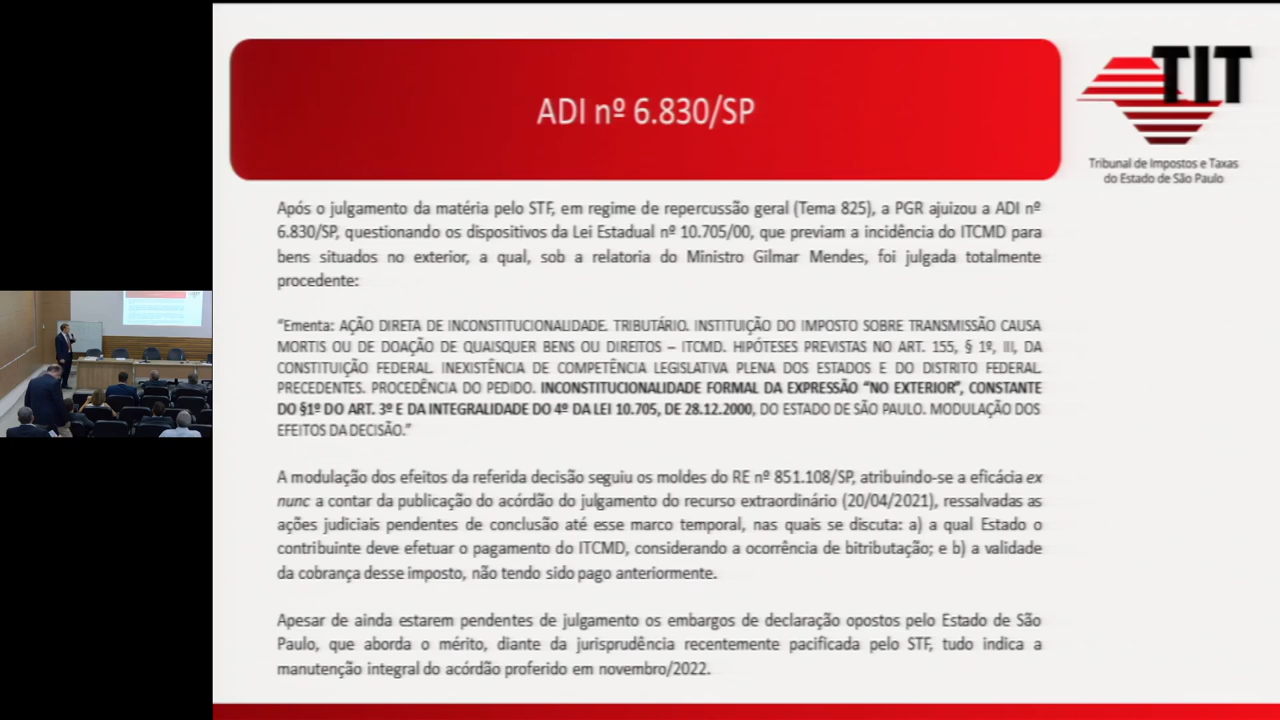 ADI nº 6.830/SP
TIT
Tribunal de Impostos e Taxas
do Estado de São Paulo
Após o julgamento da matéria pelo STF, em regime de repercussão geral (Tema 825), a PGR ajuizou a ADI nº
6.830/SP, questionando os dispositivos da Lei Estadual nº 10.705/00, que previam a incidência do ITCMD para
bens situados no exterior, a qual, sob a relatoria do Ministro Gilmar Mendes, foi julgada totalmente
procedente:
“Ementa: AÇÃO DIRETA DE INCONSTITUCIONALIDADE. TRIBUTÁRIO. INSTITUIÇÃO DO IMPOSTO SOBRE TRANSMISSÃO CAUSA
MORTIS OU DE DOAÇÃO DE QUAISQUER BENS OU DIREITOS – ITCMD. HIPÓTESES PREVISTAS NO ART. 155, § 1º, III, DA
CONSTITUIÇÃO FEDERAL. INEXISTÊNCIA DE COMPETÊNCIA LEGISLATIVA PLENA DOS ESTADOS E DO DISTRITO FEDERAL.
PRECEDENTES. PROCEDÊNCIA DO PEDIDO. INCONSTITUCIONALIDADE FORMAL DA EXPRESSÃO “NO EXTERIOR”, CONSTANTE
DO §1º DO ART. 3º E DA INTEGRALIDADE DO 4º DA LEI 10.705, DE 28.12.2000, DO ESTADO DE SÃO PAULO. MODULAÇÃO DOS
EFEITOS DA DECISÃO.”
A modulação dos efeitos da referida decisão seguiu os moldes do RE nº 851.108/SP, atribuindo-se a eficácia ex
nunc a contar da publicação do acórdão do julgamento do recurso extraordinário (20/04/2021), ressalvadas as
ações judiciais pendentes de conclusão até esse marco temporal, nas quais se discuta: a) a qual Estado o
contribuinte deve efetuar o pagamento do ITCMD, considerando a ocorrência de bitributação; e b) a validade
da cobrança desse imposto, não tendo sido pago anteriormente.
Apesar de ainda estarem pendentes de julgamento os embargos de declaração opostos pelo Estado de São
Paulo, que aborda o mérito, diante da jurisprudência recentemente pacificada pelo STF, tudo indica a
manutenção integral do acórdão proferido em novembro/2022.